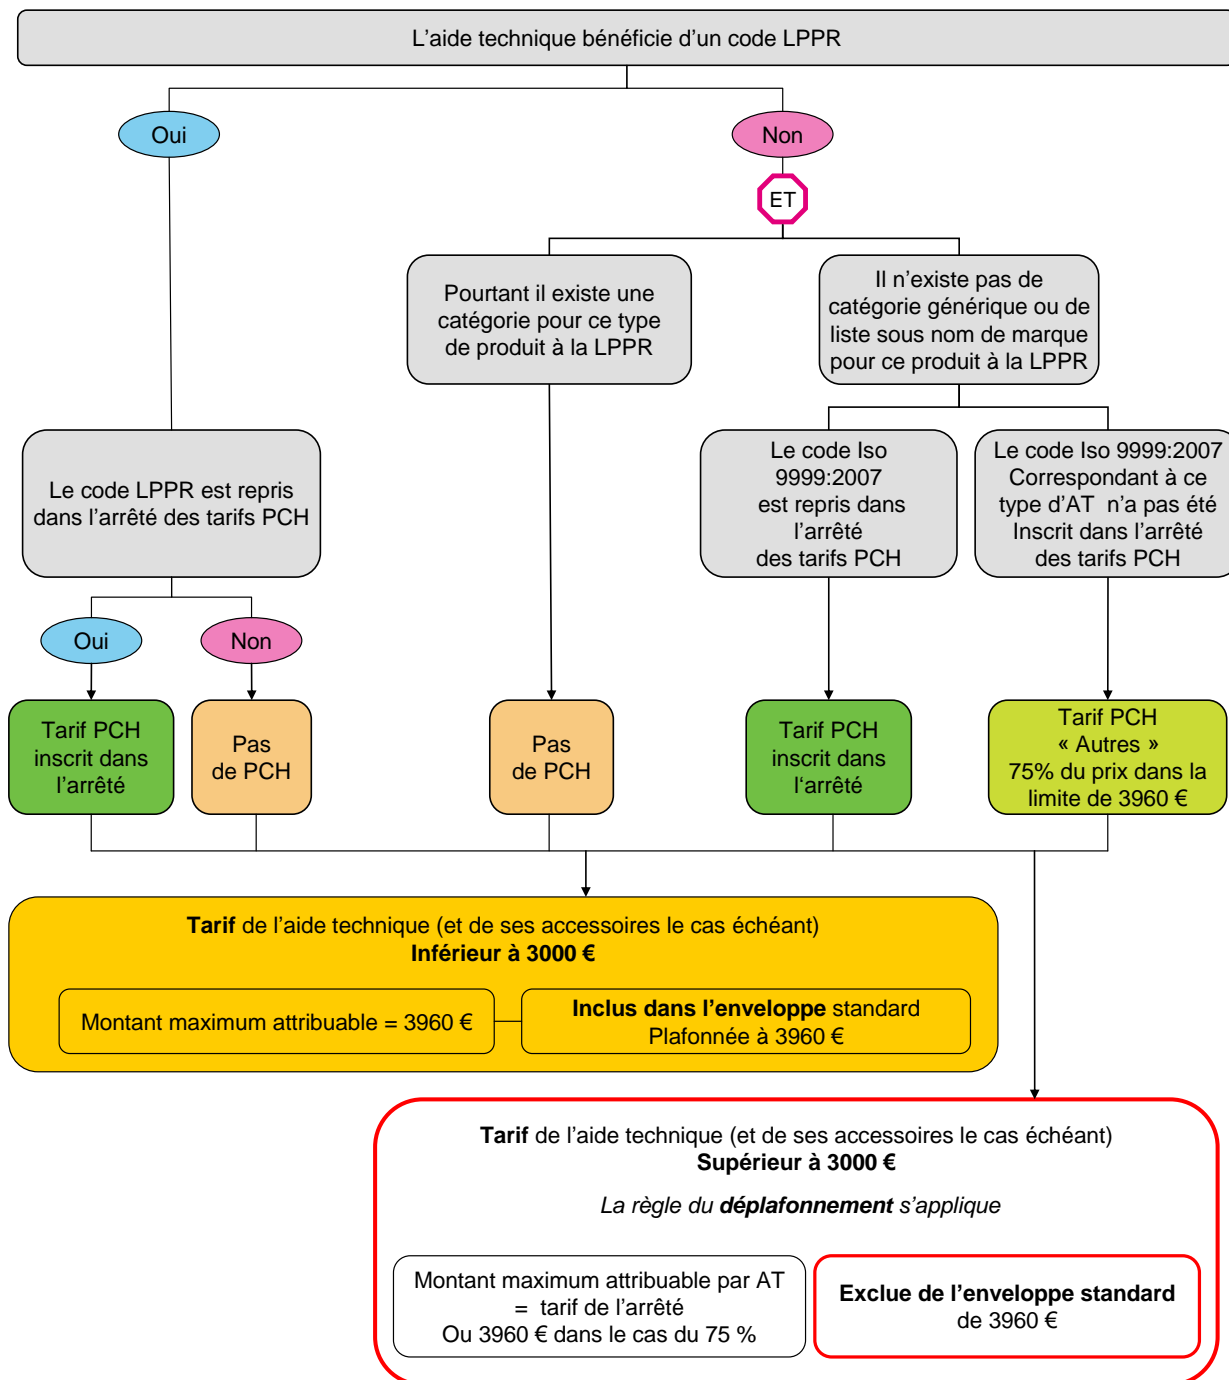 L'aide technique bénéficie d'un code LPPR
Oui
Non
ET
Pourtant il existe une
catégorie pour ce type
de produit à la LPPR
Il n'existe pas de
catégorie générique ou de
liste sous nom de marque
pour ce produit à la LPPR
Le code LPPR est repris
dans l'arrêté des tarifs PCH
Le code Iso
9999:2007
est repris dans
l'arrêté
des tarifs PCH
Le code Iso 9999:2007
Correspondant à ce
type d'AT n'a pas été
Inscrit dans l'arrêté
des tarifs PCH
Oui
Non
Tarif PCH
inscrit dans
l'arrêté
Pas
de PCH
Pas
de PCH
Tarif PCH
inscrit dans
l'arrêté
Tarif PCH
« Autres »
75% du prix dans la
limite de 3960 €
Tarif de l'aide technique (et de ses accessoires le cas échéant)
Inférieur à 3000 €
Montant maximum attribuable = 3960 €
Inclus dans l'enveloppe standard
Plafonnée à 3960 €
Tarif de l'aide technique (et de ses accessoires le cas échéant)
Supérieur à 3000 €
La règle du déplafonnement s'applique
Montant maximum attribuable par AT
= tarif de l'arrêté
Ou 3960 € dans le cas du 75 %
Exclue de l'enveloppe standard
de 3960 €